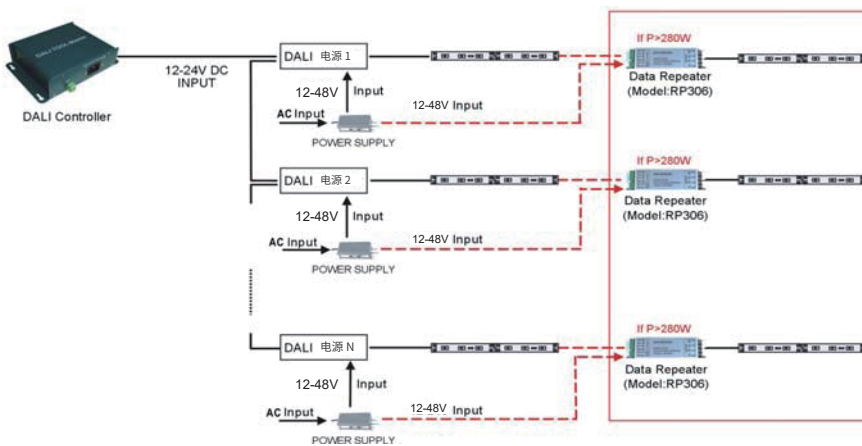 DALI Controller
12-24V DC
INPUT
DALI 电源 1
12-48V Input
AC Input
POWER SUPPLY
12-48V Input
If P>280W
Data Repeater
(Model:RP306)
DALI 电源 2
12-48V Input
AC Input
POWER SUPPLY
12-48V Input
If P>280W
Data Repeater
(Model:RP306)
DALI 电源 N
12-48V Input
AC Input
POWER SUPPLY
12-48V Input
If P>280W
Data Repeater
(Model:RP306)